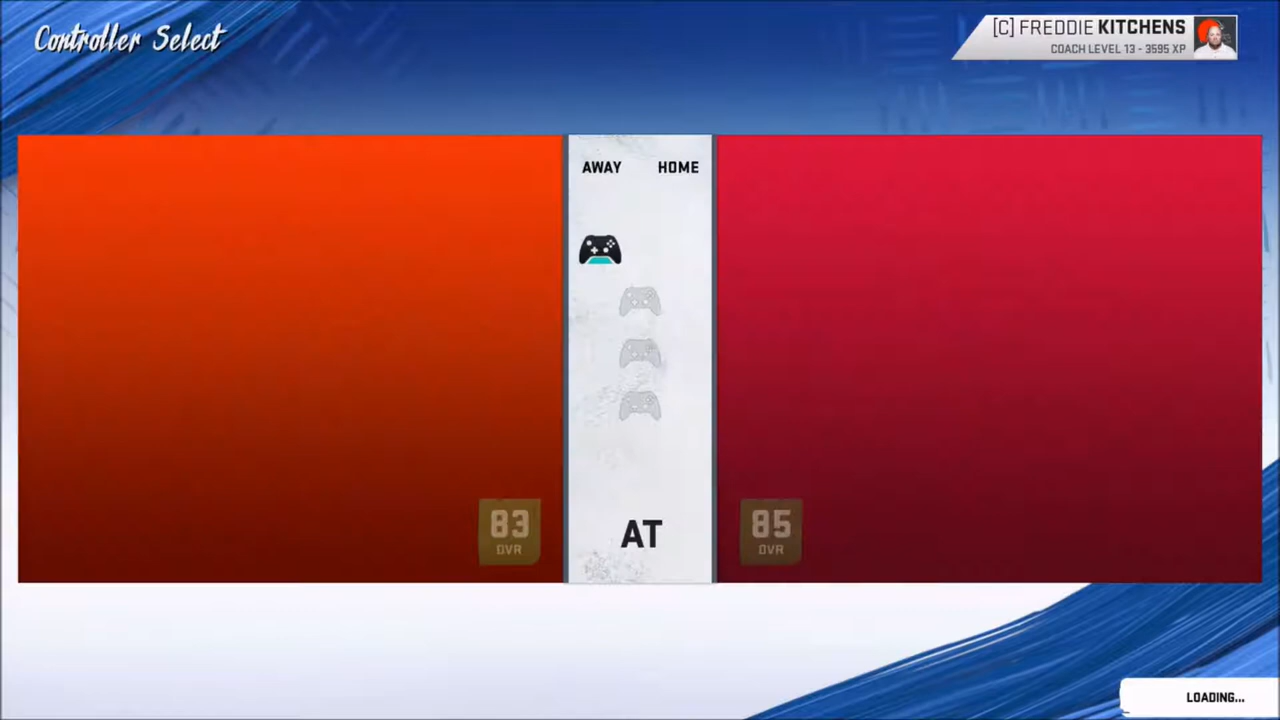 Controller Select
[C] FREDDIE KITCHENS
COACH LEVEL 13 - 3595 XP
AWAY HOME
83
OVR
AT
85
OVR
LOADING...